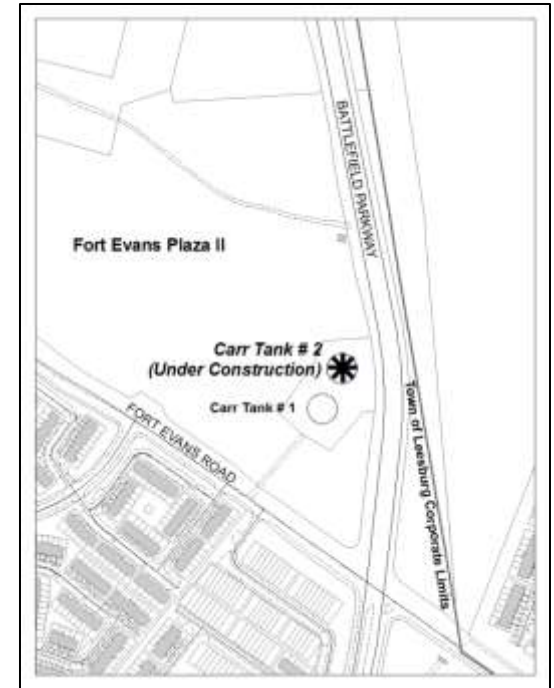 BATTLEFIELD PARKWAY
Fort Evans Plaza II
Carr Tank # 2
(Under Construction)
Carr Tank # 1
FORT EVANS ROAD
Town of Leesburg Corporate Limits